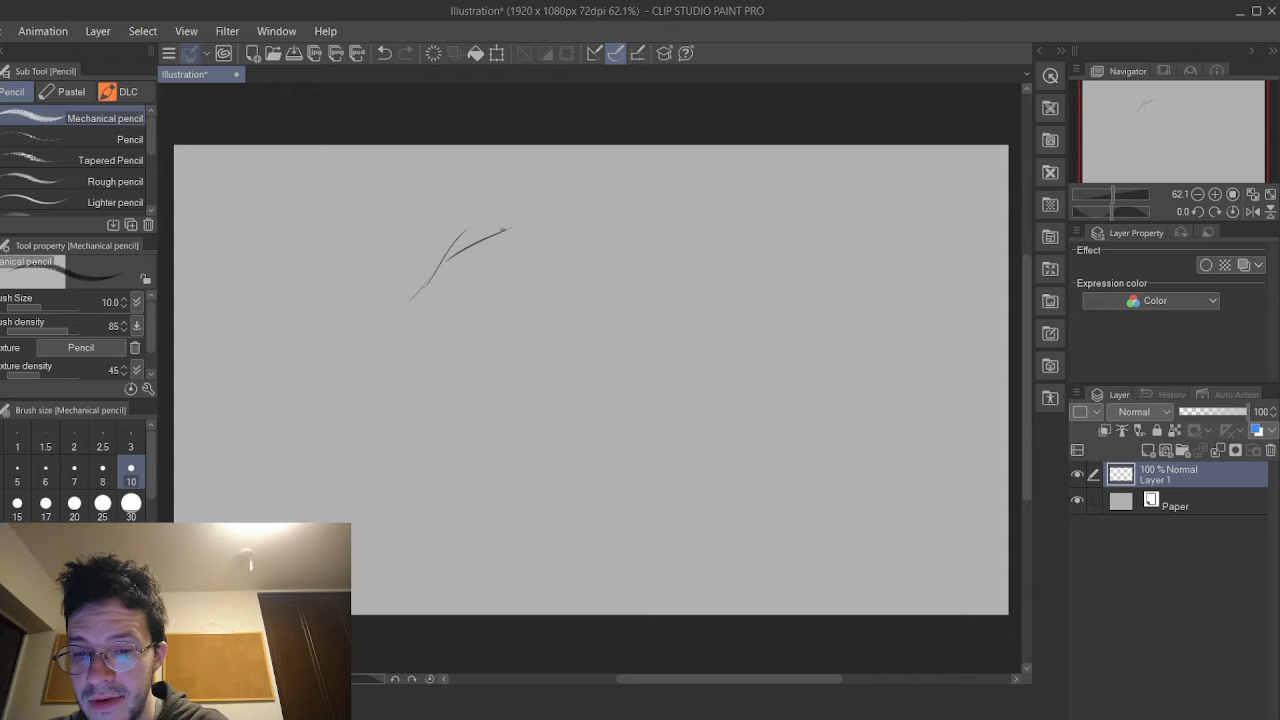 Illustration* (1920 x 1080px 72dpi 62.1%) - CLIP STUDIO PAINT PRO
Animation Layer Select View Filter Window Help
Sub Tool [Pencil]
Illustration*
Navigator
Pencil Pastel DLC
Mechanical pencil
Pencil
Tapered Pencil
Rough pencil
Lighter pencil
62.1
0.0
Tool property [Mechanical pencil]
anical pencil
ush Size 10.0
ush density 85
xture Pencil
xture density 45
Brush size [Mechanical pencil]
1 1.5 2 2.5 3
5 6 7 8 10
15 17 20 25 30
Layer Property
Effect
Expression color
Color
Layer History Auto Action
Normal 100
100 % Normal
Layer 1
Paper